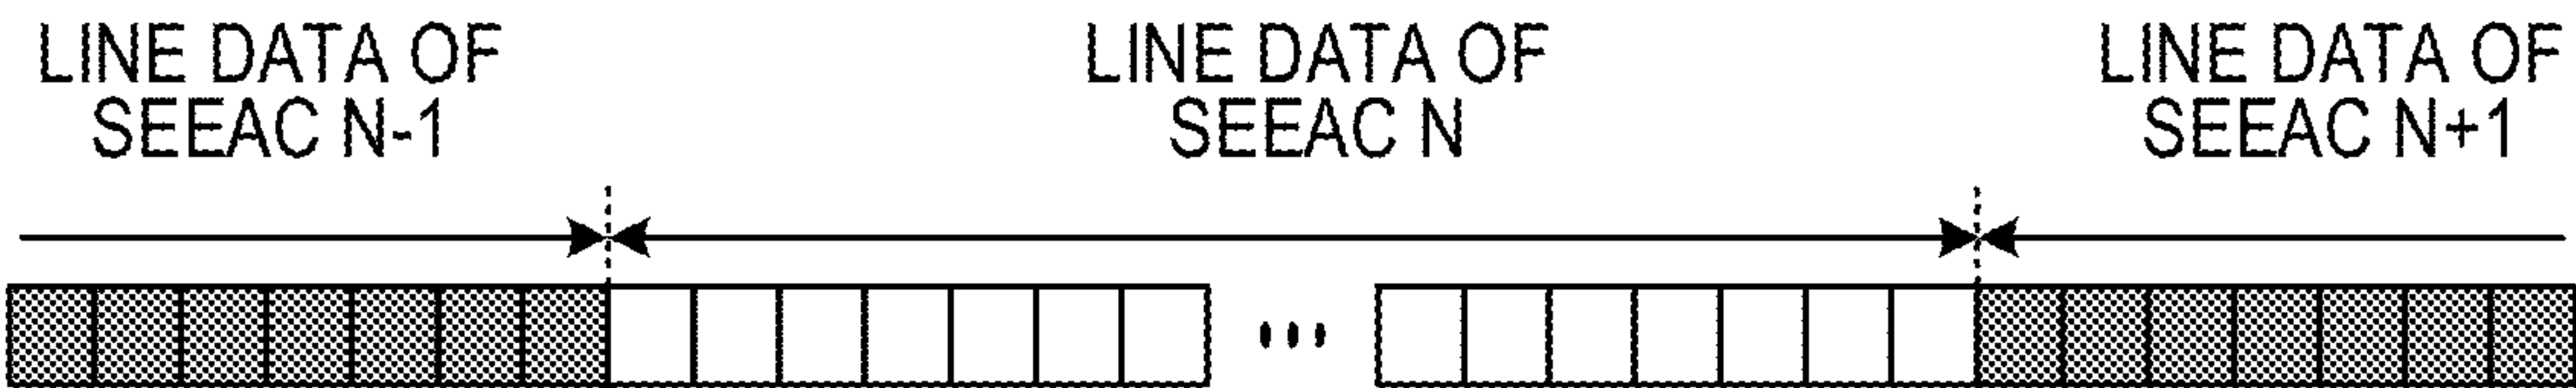 LINE DATA OF
SEEAC N-1
LINE DATA OF
SEEAC N
LINE DATA OF
SEEAC N+1
...